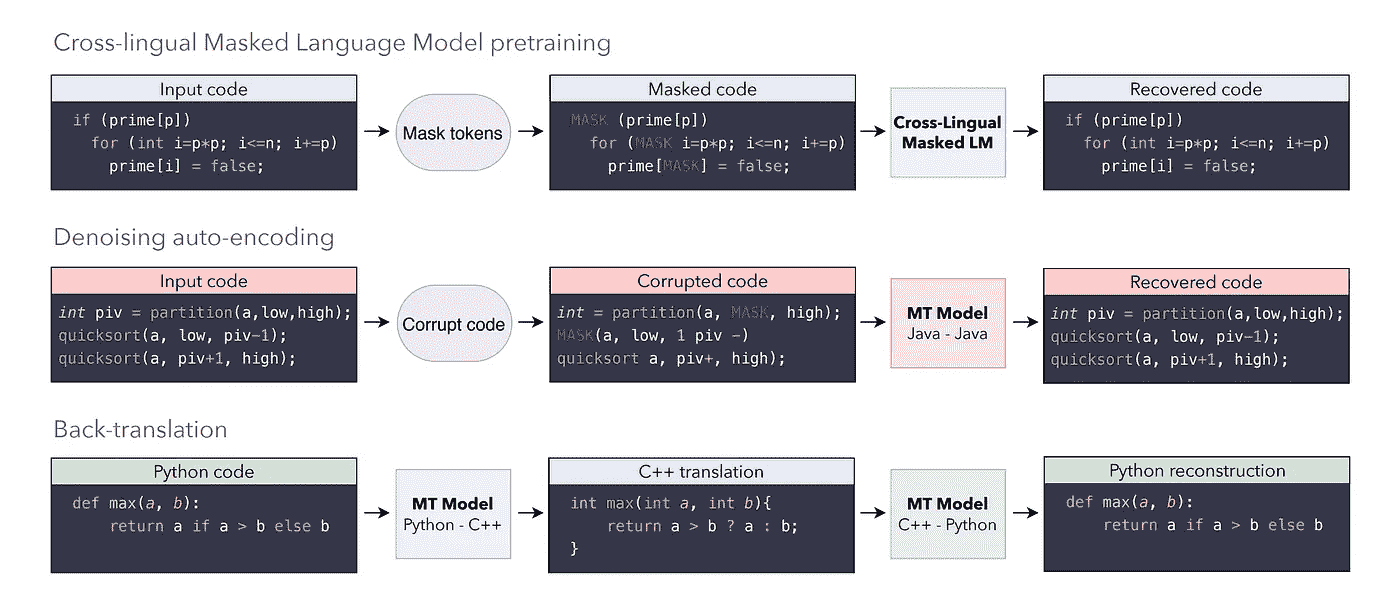 Cross-lingual Masked Language Model pretraining
Input code
if (prime[p])
for (int i=p*p; i<=n; i+=p)
prime[i] = false;
Mask tokens
Masked code
MASK (prime[p])
for (MASK i=p*p; i<=n; i+=p)
prime[MASK] = false;
Cross-Lingual
Masked LM
Recovered code
if (prime[p])
for (int i=p*p; i<=n; i+=p)
prime[i] = false;
Denoising auto-encoding
Input code
int piv = partition(a,low,high);
quicksort(a, low, piv-1);
quicksort(a, piv+1, high);
Corrupt code
Corrupted code
int = partition(a, MASK, high);
MASK(a, low, 1 piv -)
quicksort a, piv+, high);
MT Model
Java - Java
Recovered code
int piv = partition(a,low,high);
quicksort(a, low, piv-1);
quicksort(a, piv+1, high);
Back-translation
Python code
def max(a, b):
return a if a > b else b
MT Model
Python - C++
C++ translation
int max(int a, int b){
return a > b ? a : b;
}
MT Model
C++ - Python
Python reconstruction
def max(a, b):
return a if a > b else b